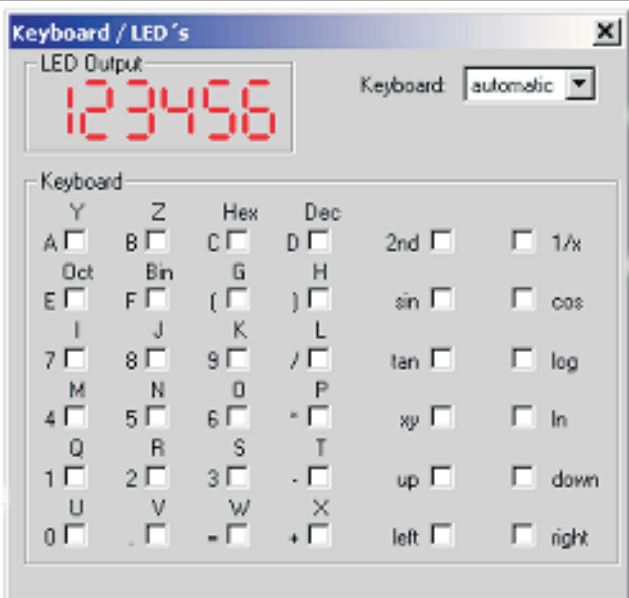 Keyboard / LED´s
LED Output
123456
Keyboard: automatic
Keyboard
Y Z Hex Dec
A B C D 2nd 1/x
Oct Bin G H
E F ( ) sin cos
I J K L
7 8 9 / tan log
M N O P
4 5 6 * xy ln
Q R S T
1 2 3 - up down
U V W X
0 . = + left right